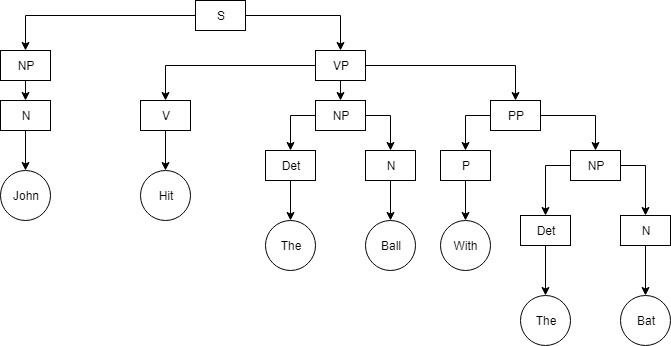 S
NP VP
N V NP PP
Det N P NP
John Hit
The Ball With Det N
The Bat